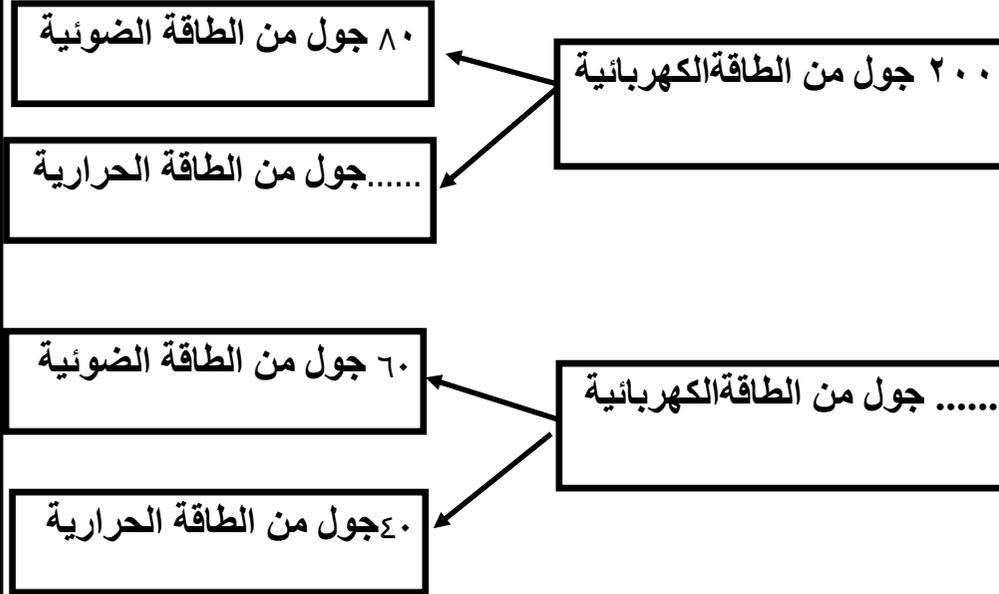 ٢٠٠ جول من الطاقةالكهربائية
٨٠ جول من الطاقة الضوئية
......جول من الطاقة الحرارية
...... جول من الطاقةالكهربائية
٦٠ جول من الطاقة الضوئية
٤٠جول من الطاقة الحرارية